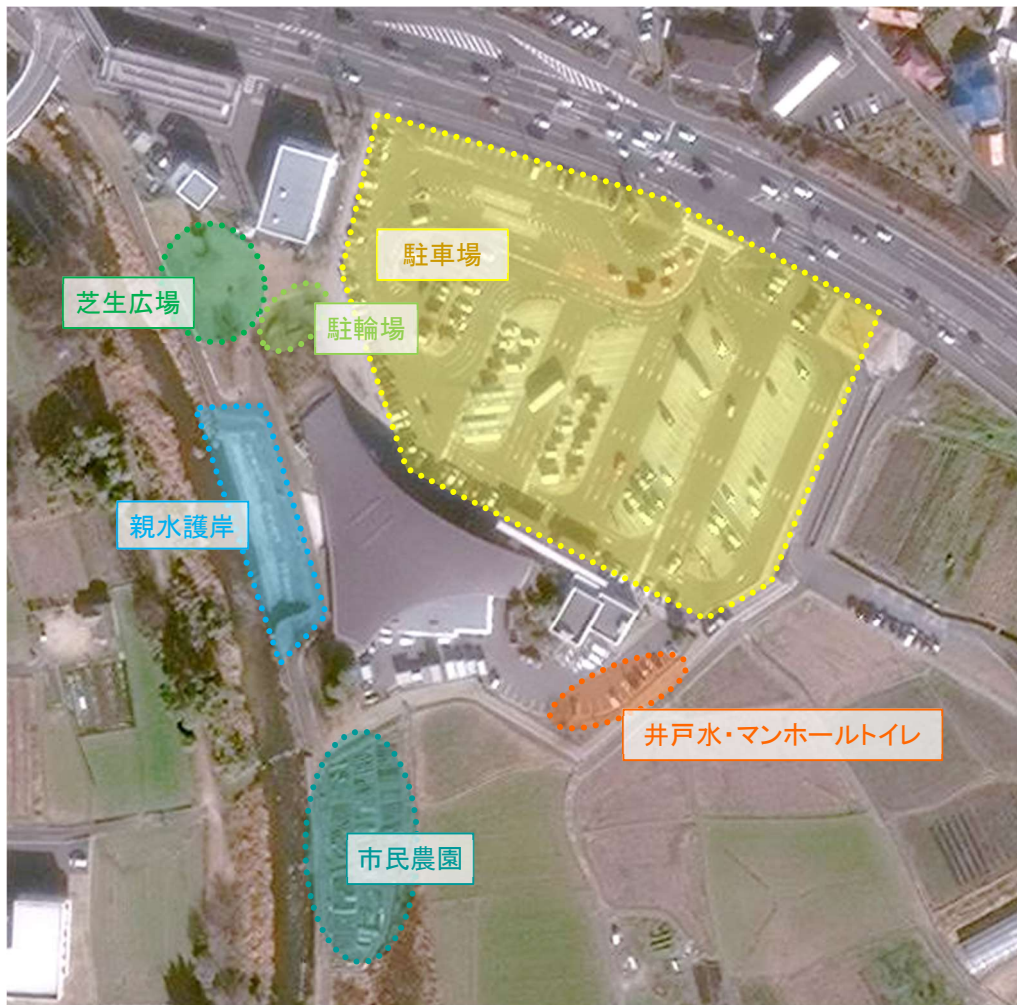 駐車場
芝生広場
駐輪場
親水護岸
井戸水・マンホールトイレ
市民農園